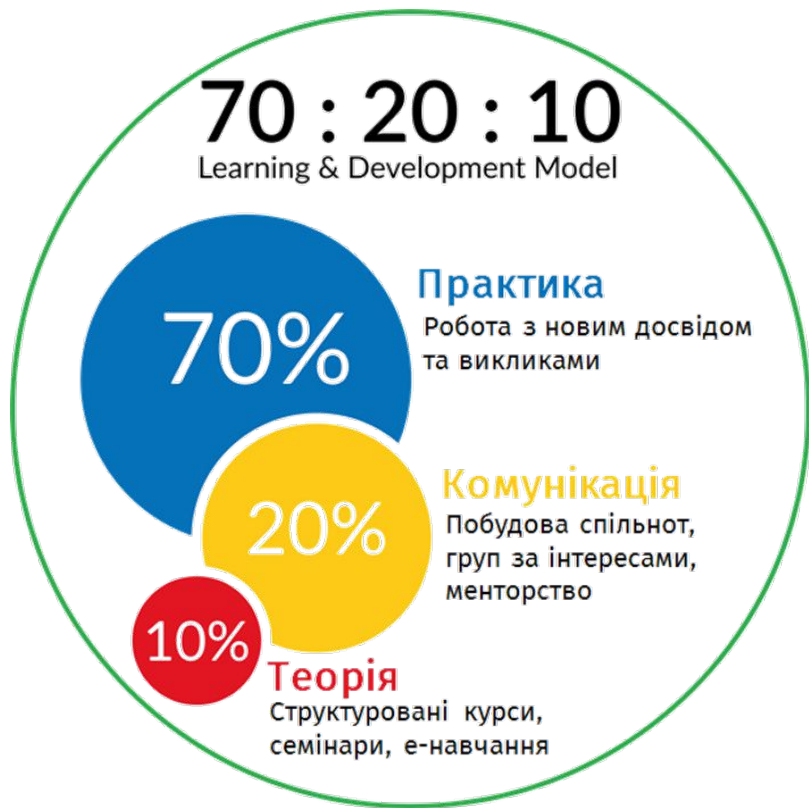 70 : 20 : 10
Learning & Development Model
70%
Практика
Робота з новим досвідом
та викликами
20%
Комунікація
Побудова спільнот,
груп за інтересами,
менторство
10%
Теорія
Структуровані курси,
семінари, е-навчання